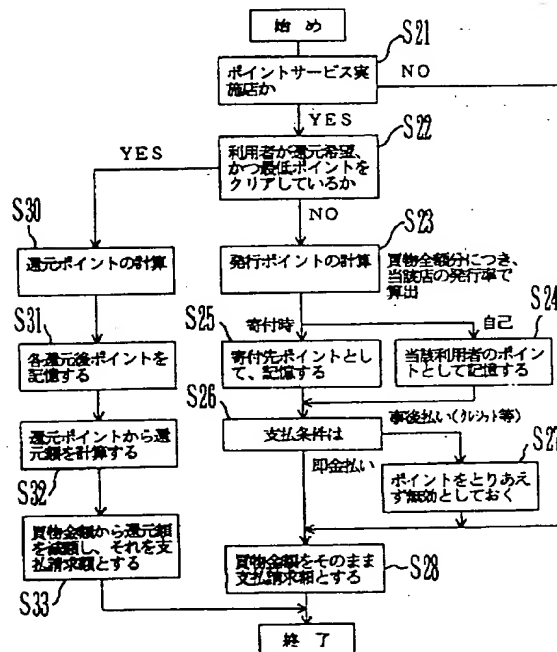 始 め
S21
ポイントサービス実
施店か
NO
YES
S22
利用者が還元希望、
かつ最低ポイントを
クリアしているか
YES
NO
S30
還元ポイントの計算
S23
発行ポイントの計算
買物金額分につき、
当該店の発行率で
算出
S31
各還元後ポイントを
記憶する
S25
寄付時
寄付先ポイントとし
て、記憶する
自己
S24
当該利用者のポイン
トとして記憶する
S26
支払条件は
事後払い(クレジット等)
即金払い
S27
ポイントをとりあえ
ず無効としておく
還元ポイントから還
元額を計算する
S32
買物金額から還元額
を減額し、それを支
払請求額とする
S33
買物金額をそのまま
支払請求額とする
S28
終 了